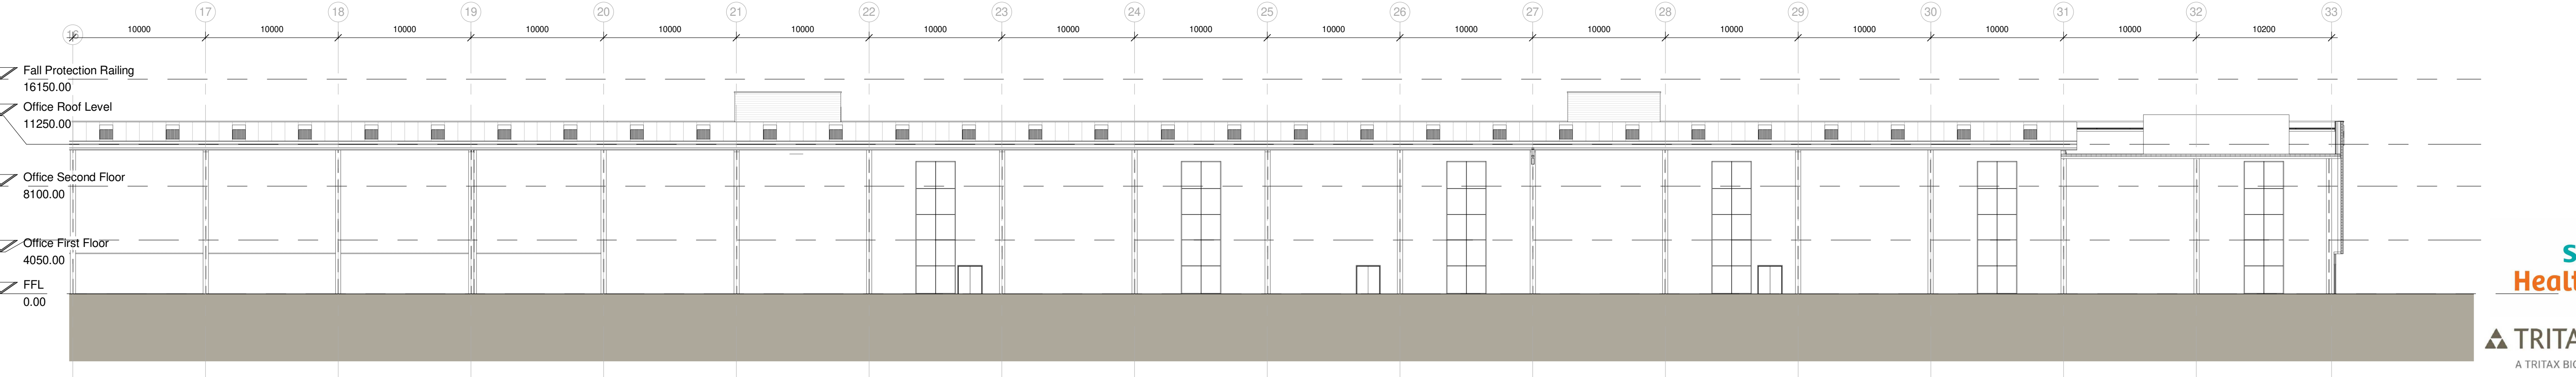 17 18 19 20 21 22 23 24 25 26 27 28 29 30 31 32 33
16 10000 10000 10000 10000 10000 10000 10000 10000 10000 10000 10000 10000 10000 10000 10000 10000 10200
Fall Protection Railing
16150.00
Office Roof Level
11250.00
Office Second Floor
8100.00
Office First Floor
4050.00
FFL
0.00
S
Healt
TRITA
A TRITAX BIG